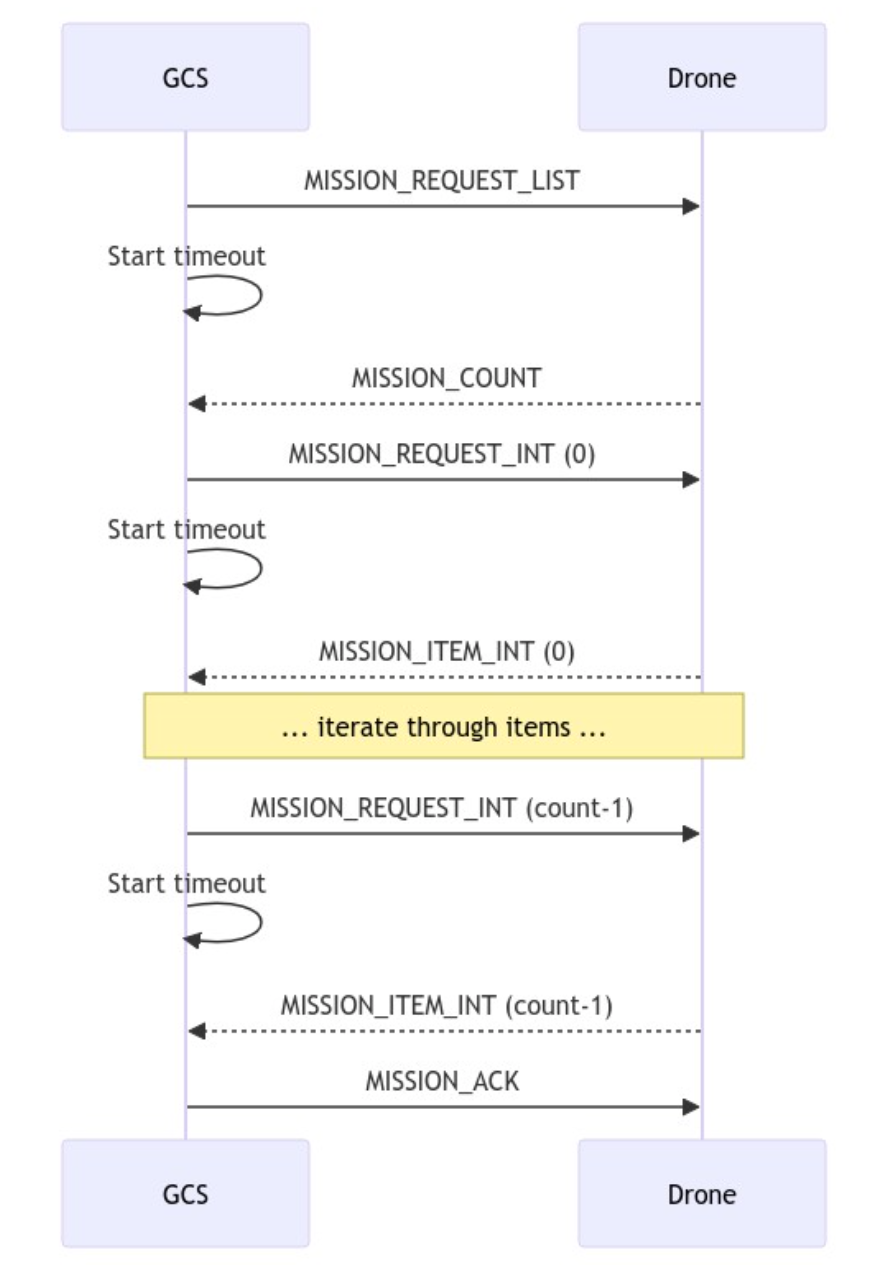 GCS
Drone
MISSION_REQUEST_LIST
Start timeout
MISSION_COUNT
MISSION_REQUEST_INT (0)
Start timeout
MISSION_ITEM_INT (0)
... iterate through items ...
MISSION_REQUEST_INT (count-1)
Start timeout
MISSION_ITEM_INT (count-1)
MISSION_ACK
GCS
Drone